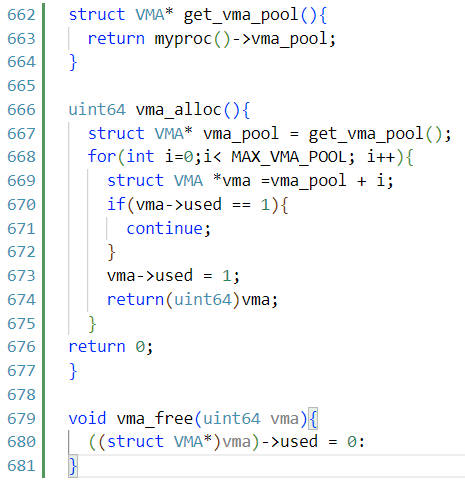 662 struct VMA* get_vma_pool(){
663   return myproc()->vma_pool;
664 }
665
666 uint64 vma_alloc(){
667   struct VMA* vma_pool = get_vma_pool();
668   for(int i=0;i< MAX_VMA_POOL; i++){
669     struct VMA *vma =vma_pool + i;
670     if(vma->used == 1){
671       continue;
672     }
673     vma->used = 1;
674     return(uint64)vma;
675   }
676 return 0;
677 }
678
679 void vma_free(uint64 vma){
680   ((struct VMA*)vma)->used = 0:
681 }